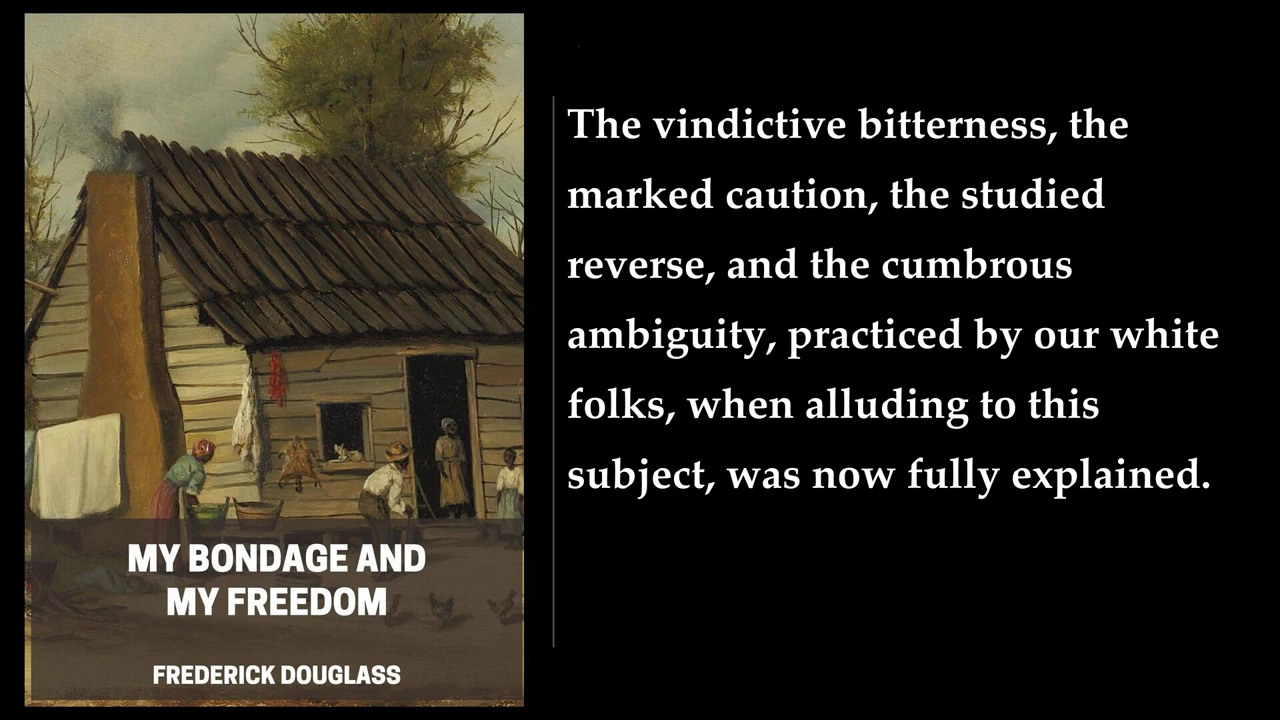 MY BONDAGE AND
MY FREEDOM
FREDERICK DOUGLASS
The vindictive bitterness, the
marked caution, the studied
reverse, and the cumbrous
ambiguity, practiced by our white
folks, when alluding to this
subject, was now fully explained.